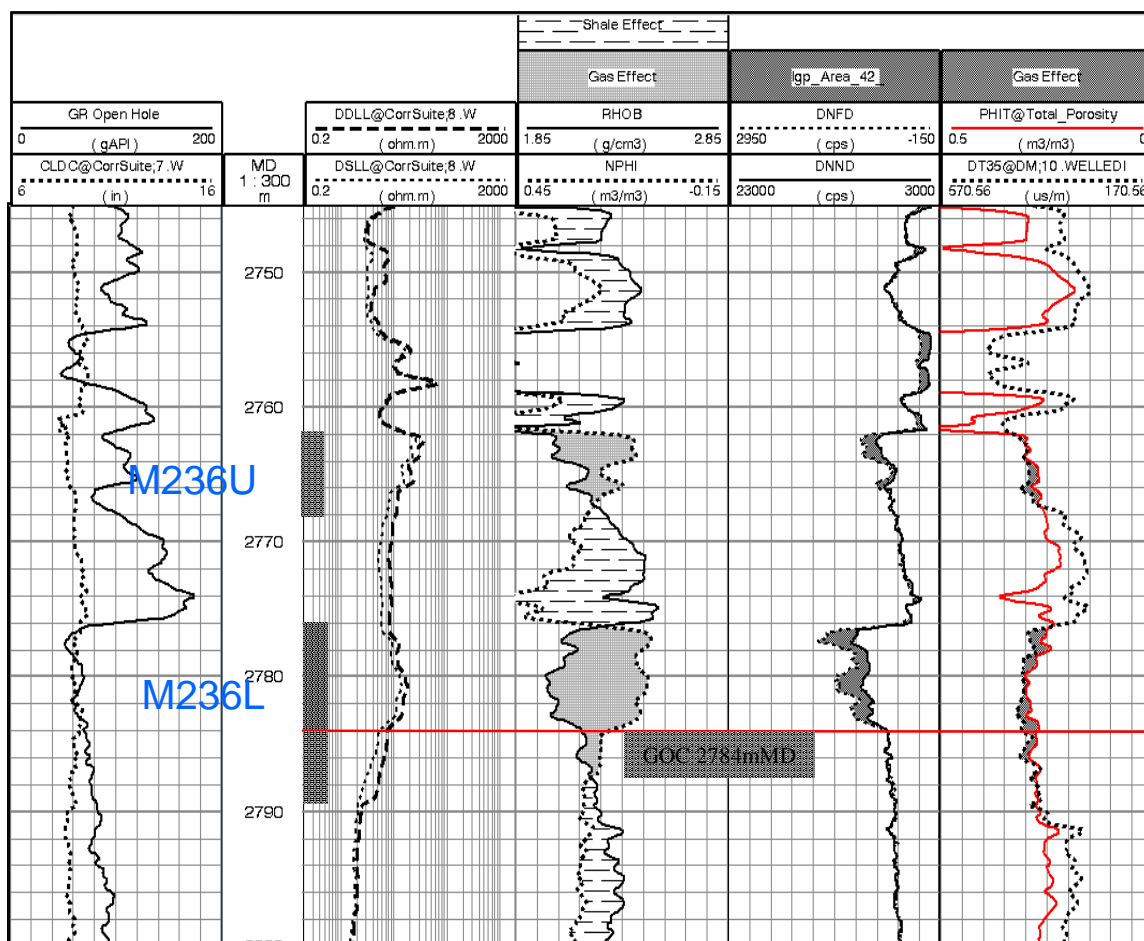 Shale Effect
Gas Effect
lgp_Area_42_
Gas Effect
GR Open Hole
0 (gAPI) 200
DDLL@CorrSuite;8.W
0.2 (ohm.m) 2000
RHOB
1.85 (g/cm3) 2.85
DNFD
2950 (cps) -150
PHIT@Total_Porosity
0.5 (m3/m3) 0
CLDC@CorrSuite;7.W
6 (in) 16
MD
1:300
m
DSLL@CorrSuite;8.W
0.2 (ohm.m) 2000
NPHI
0.45 (m3/m3) -0.15
DNND
23000 (cps) 3000
DT35@DM;10.WELLEDI
570.56 (us/m) 170.56
2750
2760
M236U
2770
2780
M236L
GOC 2784mMD
2790